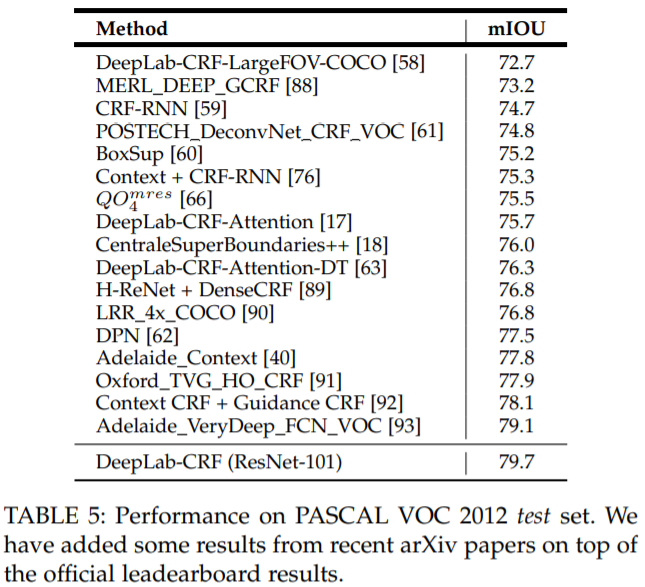 Method mIOU
DeepLab-CRF-LargeFOV-COCO [58] 72.7
MERL_DEEP_GCRF [88] 73.2
CRF-RNN [59] 74.7
POSTECH_DeconvNet_CRF_VOC [61] 74.8
BoxSup [60] 75.2
Context + CRF-RNN [76] 75.3
QO₄ᵐʳᵉˢ [66] 75.5
DeepLab-CRF-Attention [17] 75.7
CentraleSuperBoundaries++ [18] 76.0
DeepLab-CRF-Attention-DT [63] 76.3
H-ReNet + DenseCRF [89] 76.8
LRR_4x_COCO [90] 76.8
DPN [62] 77.5
Adelaide_Context [40] 77.8
Oxford_TVG_HO_CRF [91] 77.9
Context CRF + Guidance CRF [92] 78.1
Adelaide_VeryDeep_FCN_VOC [93] 79.1
DeepLab-CRF (ResNet-101) 79.7
TABLE 5: Performance on PASCAL VOC 2012 test set. We
have added some results from recent arXiv papers on top of
the official leadearboard results.